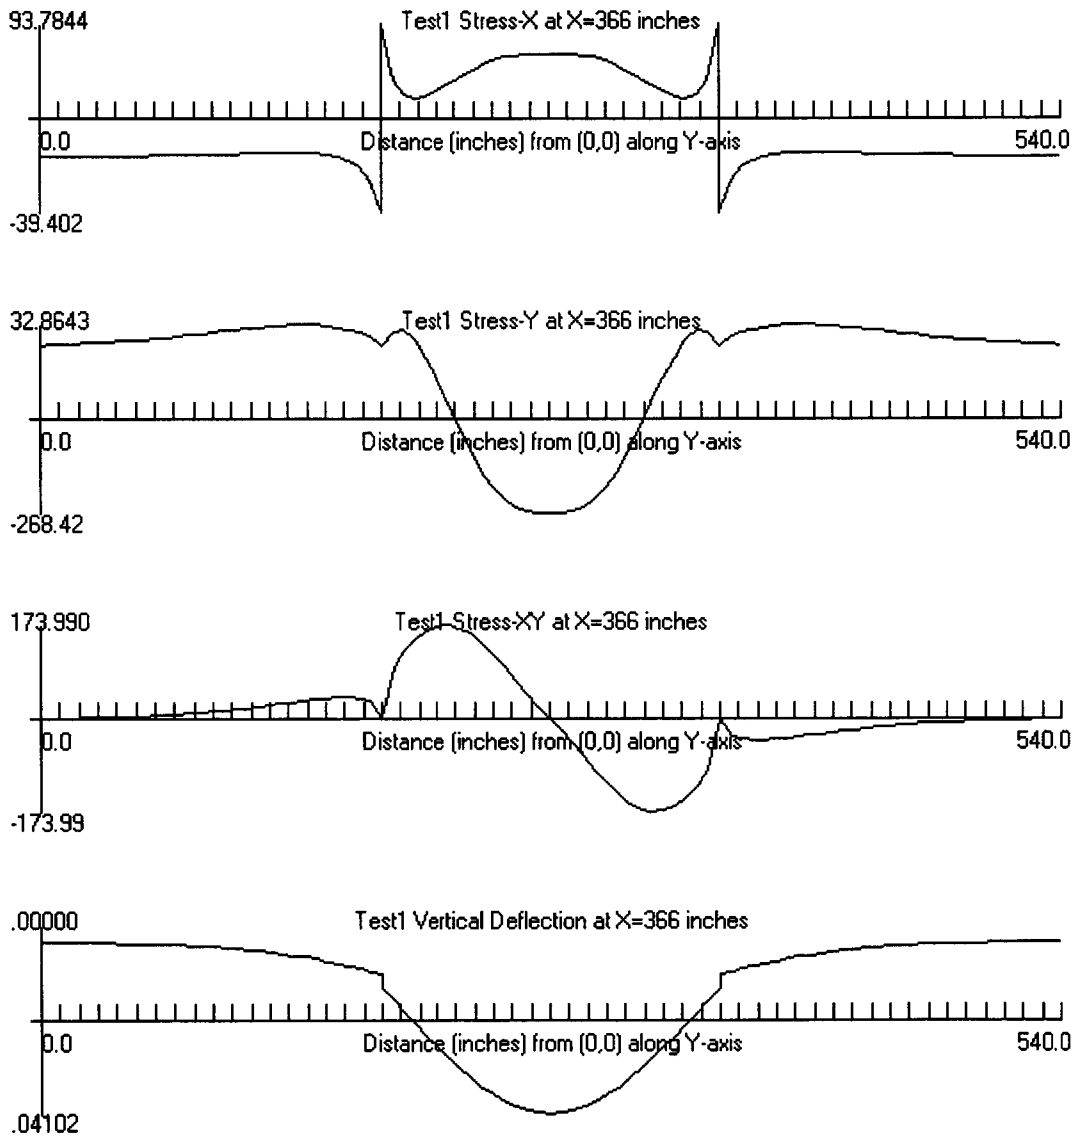 93.7844
Test1 Stress-X at X=366 inches
0.0
Distance (inches) from (0,0) along Y-axis
540.0
-39.402
32.8643
Test1 Stress-Y at X=366 inches
0.0
Distance (inches) from (0,0) along Y-axis
540.0
-268.42
173.990
Test1 Stress-XY at X=366 inches
0.0
Distance (inches) from (0,0) along Y-axis
540.0
-173.99
.00000
Test1 Vertical Deflection at X=366 inches
0.0
Distance (inches) from (0,0) along Y-axis
540.0
.04102